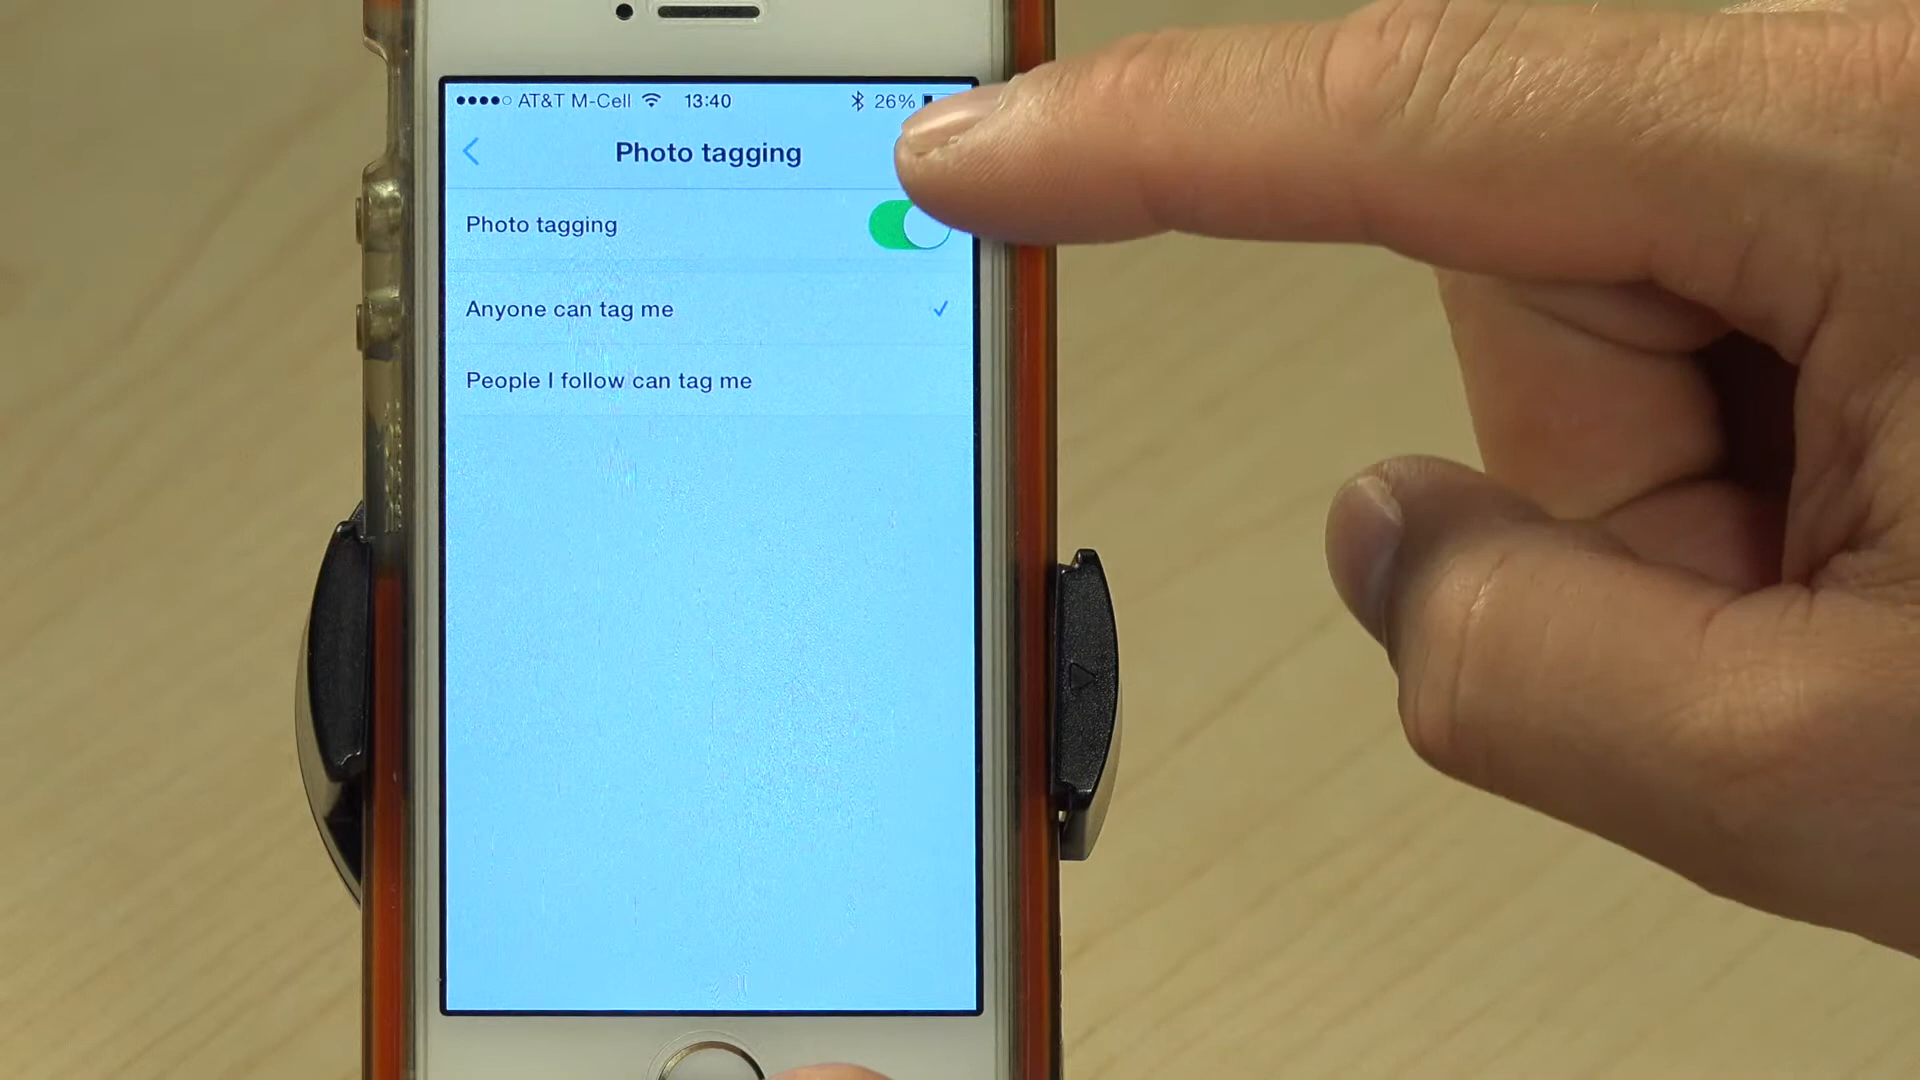 AT&T M-Cell 13:40 26%
Photo tagging
Photo tagging
Anyone can tag me
People I follow can tag me